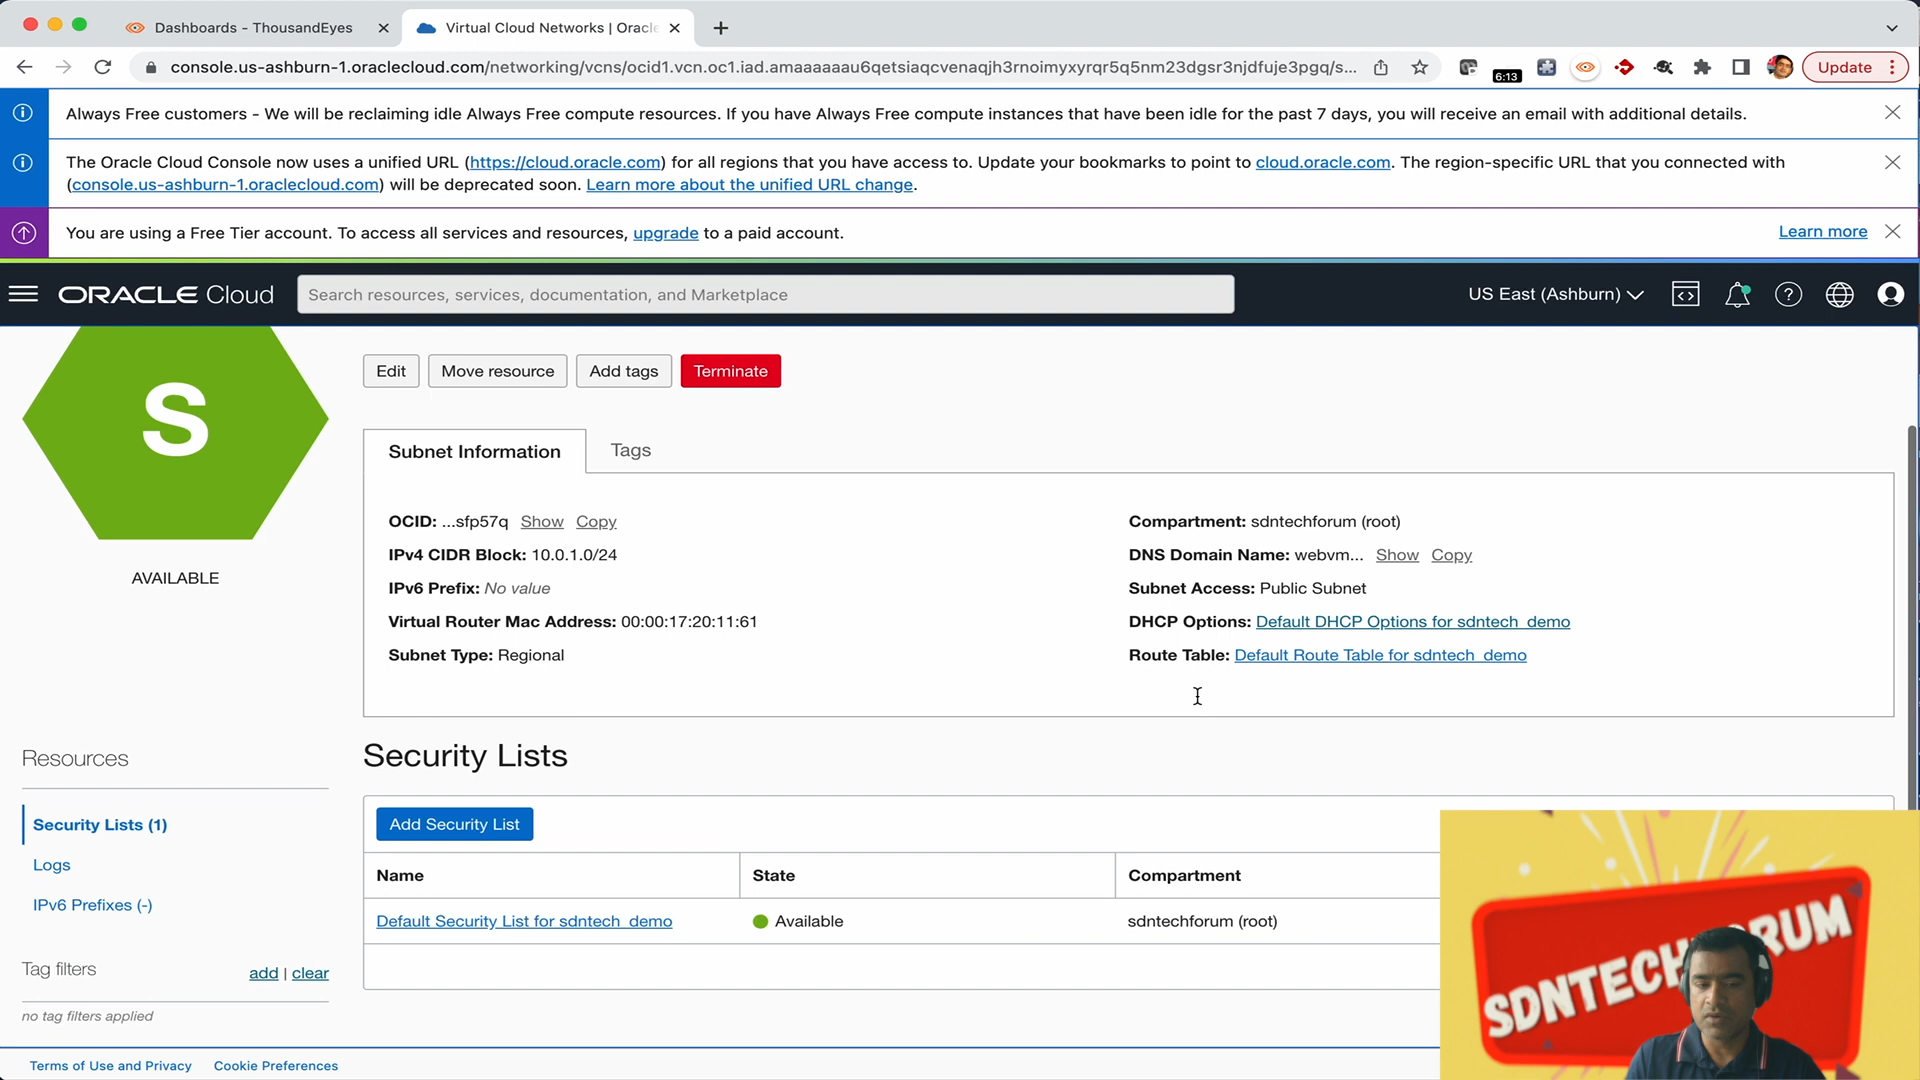 Dashboards - ThousandEyes
Virtual Cloud Networks | Oracle
console.us-ashburn-1.oraclecloud.com/networking/vcns/ocid1.vcn.oc1.iad.amaaaaaau6qetsiaqcvenaqjh3rnoimyxyrqr5q5nm23dgsr3njdfuje3pgq/s...
6:13
Update
Always Free customers - We will be reclaiming idle Always Free compute resources. If you have Always Free compute instances that have been idle for the past 7 days, you will receive an email with additional details.
The Oracle Cloud Console now uses a unified URL (https://cloud.oracle.com) for all regions that you have access to. Update your bookmarks to point to cloud.oracle.com. The region-specific URL that you connected with
(console.us-ashburn-1.oraclecloud.com) will be deprecated soon. Learn more about the unified URL change.
You are using a Free Tier account. To access all services and resources, upgrade to a paid account.
Learn more
ORACLE Cloud
Search resources, services, documentation, and Marketplace
US East (Ashburn)
S
AVAILABLE
Edit
Move resource
Add tags
Terminate
Subnet Information
Tags
OCID: ...sfp57q Show Copy
IPv4 CIDR Block: 10.0.1.0/24
IPv6 Prefix: No value
Virtual Router Mac Address: 00:00:17:20:11:61
Subnet Type: Regional
Compartment: sdntechforum (root)
DNS Domain Name: webvm... Show Copy
Subnet Access: Public Subnet
DHCP Options: Default DHCP Options for sdntech_demo
Route Table: Default Route Table for sdntech_demo
Resources
Security Lists (1)
Logs
IPv6 Prefixes (-)
Tag filters
add | clear
no tag filters applied
Security Lists
Add Security List
Name
State
Compartment
Default Security List for sdntech_demo
Available
sdntechforum (root)
Terms of Use and Privacy
Cookie Preferences